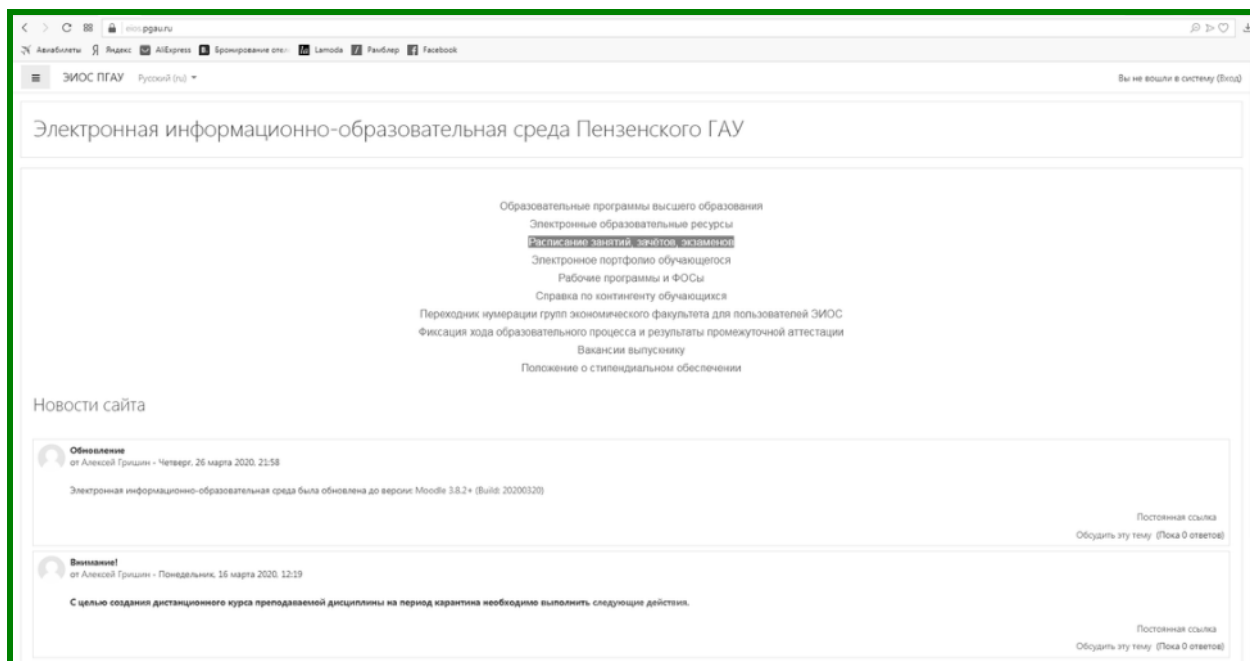 eios.pgau.ru
Авиабилеты Яндекс AliExpress Бронирование оте Lamoda Рамблер Facebook
ЭИОС ПГАУ Русский (ru)
Вы не вошли в систему (Вход)
Электронная информационно-образовательная среда Пензенского ГАУ
Образовательные программы высшего образования
Электронные образовательные ресурсы
Расписание занятий, зачётов, экзаменов
Электронное портфолио обучающегося
Рабочие программы и ФОСы
Справка по контингенту обучающихся
Переходник нумерации групп экономического факультета для пользователей ЭИОС
Фиксация хода образовательного процесса и результаты промежуточной аттестации
Вакансии выпускнику
Положение о стипендиальном обеспечении
Новости сайта
Обновление
от Алексей Гришин - Четверг, 26 марта 2020, 21:58
Электронная информационно-образовательная среда была обновлена до версии: Moodle 3.8.2+ (Build: 20200320)
Постоянная ссылка
Обсудить эту тему (Пока 0 ответов)
Внимание!
от Алексей Гришин - Понедельник, 16 марта 2020, 12:19
С целью создания дистанционного курса преподаваемой дисциплины на период карантина необходимо выполнить следующие действия.
Постоянная ссылка
Обсудить эту тему (Пока 0 ответов)